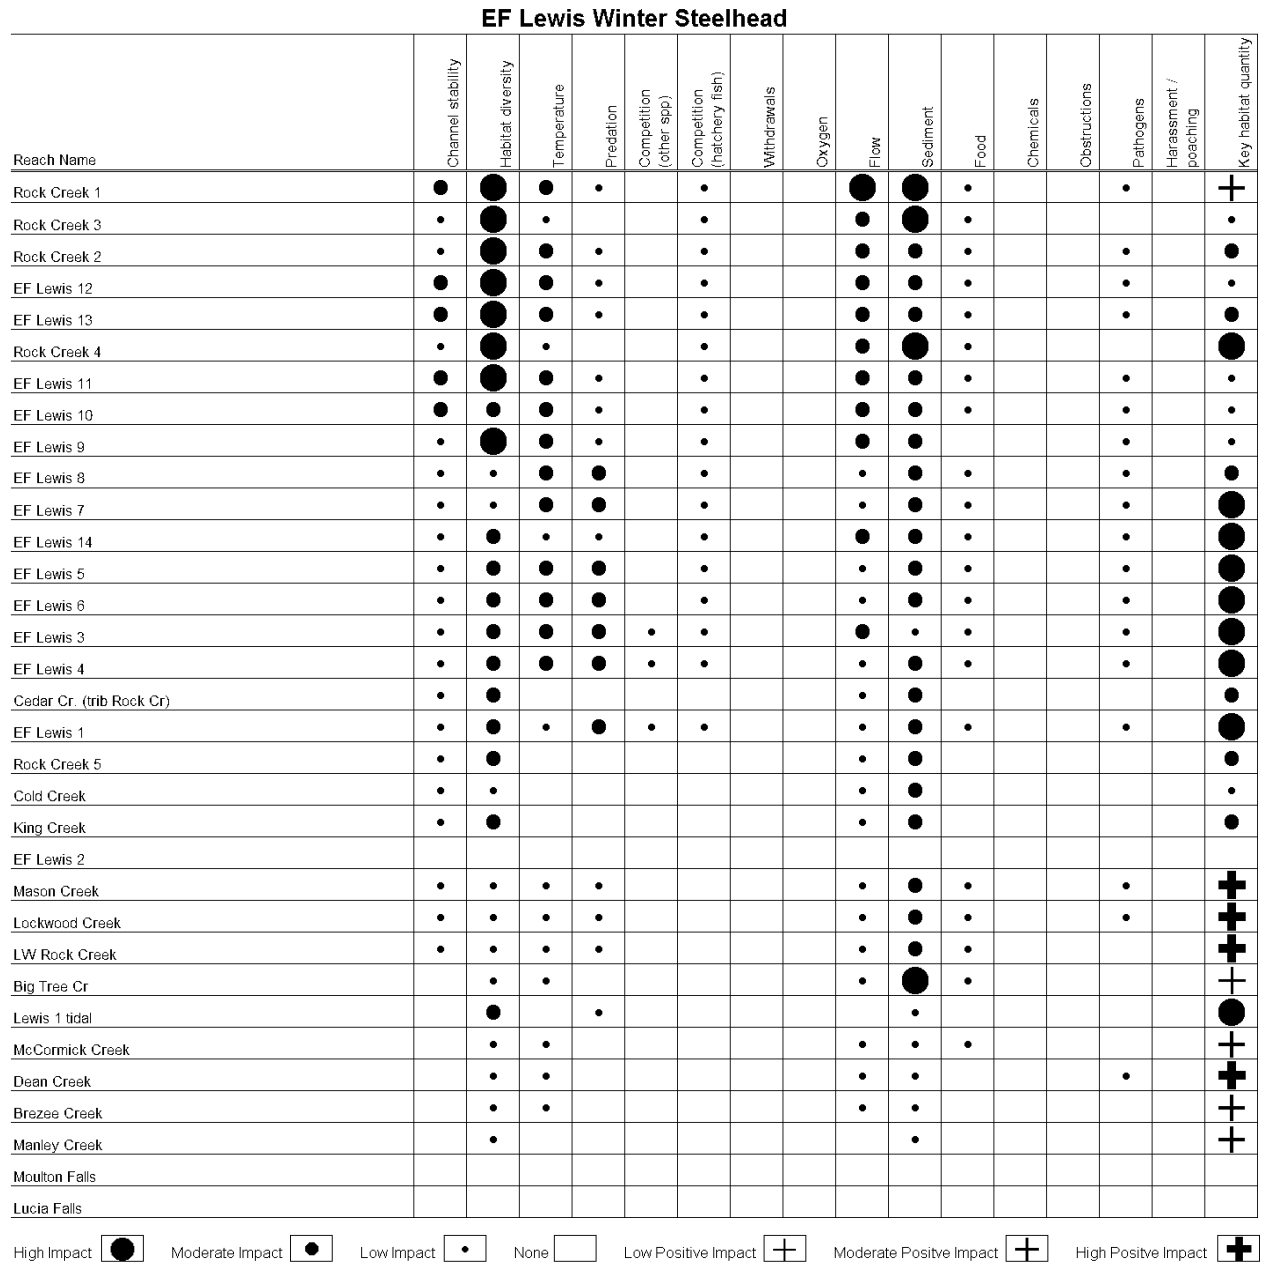 EF Lewis Winter Steelhead
Reach Name
Channel stability
Habitat diversity
Temperature
Predation
Competition
(other spp)
Competition
(hatchery fish)
Withdrawals
Oxygen
Flow
Sediment
Food
Chemicals
Obstructions
Pathogens
Harassment /
poaching
Key habitat quantity
Rock Creek 1
Rock Creek 3
Rock Creek 2
EF Lewis 12
EF Lewis 13
Rock Creek 4
EF Lewis 11
EF Lewis 10
EF Lewis 9
EF Lewis 8
EF Lewis 7
EF Lewis 14
EF Lewis 5
EF Lewis 6
EF Lewis 3
EF Lewis 4
Cedar Cr. (trib Rock Cr)
EF Lewis 1
Rock Creek 5
Cold Creek
King Creek
EF Lewis 2
Mason Creek
Lockwood Creek
LW Rock Creek
Big Tree Cr
Lewis 1 tidal
McCormick Creek
Dean Creek
Brezee Creek
Manley Creek
Moulton Falls
Lucia Falls
High Impact Moderate Impact Low Impact None Low Positive Impact Moderate Positve Impact High Positve Impact